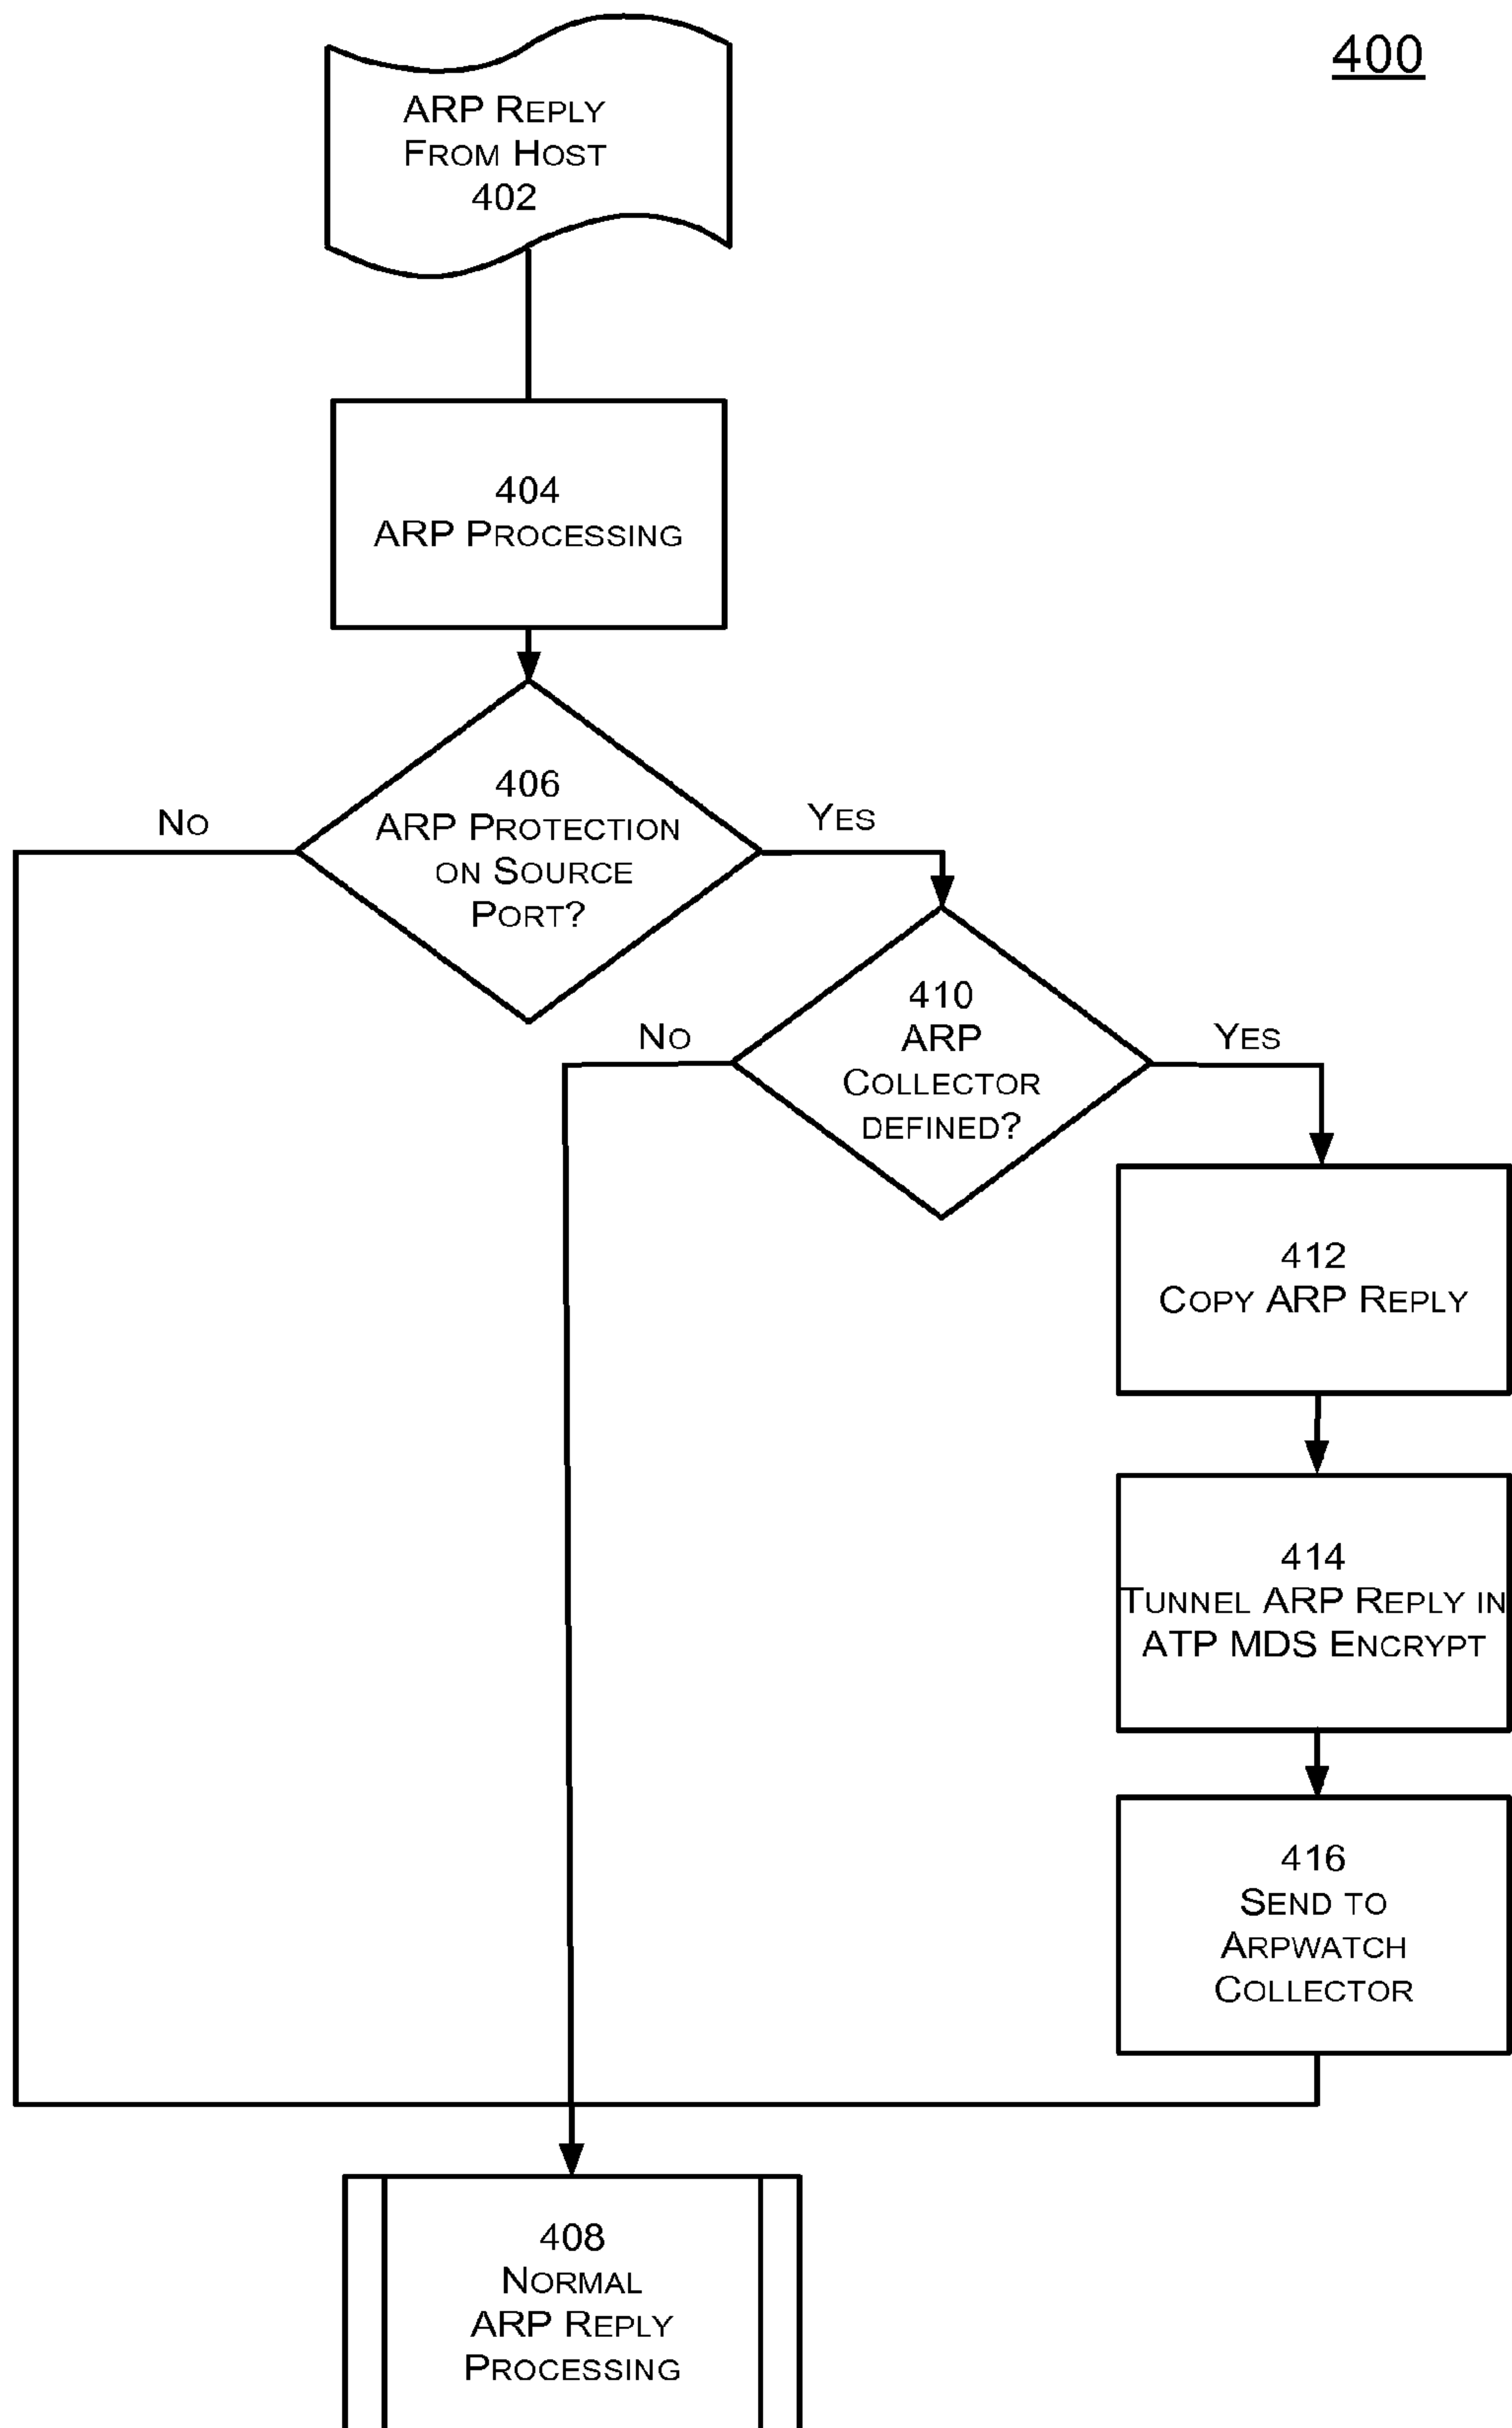 400
ARP Reply
From Host
402
404
ARP Processing
406
ARP Protection
on Source
Port?
No
Yes
410
ARP
Collector
defined?
No
Yes
412
Copy ARP Reply
414
Tunnel ARP Reply in
ATP MDS Encrypt
416
Send to
Arpwatch
Collector
408
Normal
ARP Reply
Processing